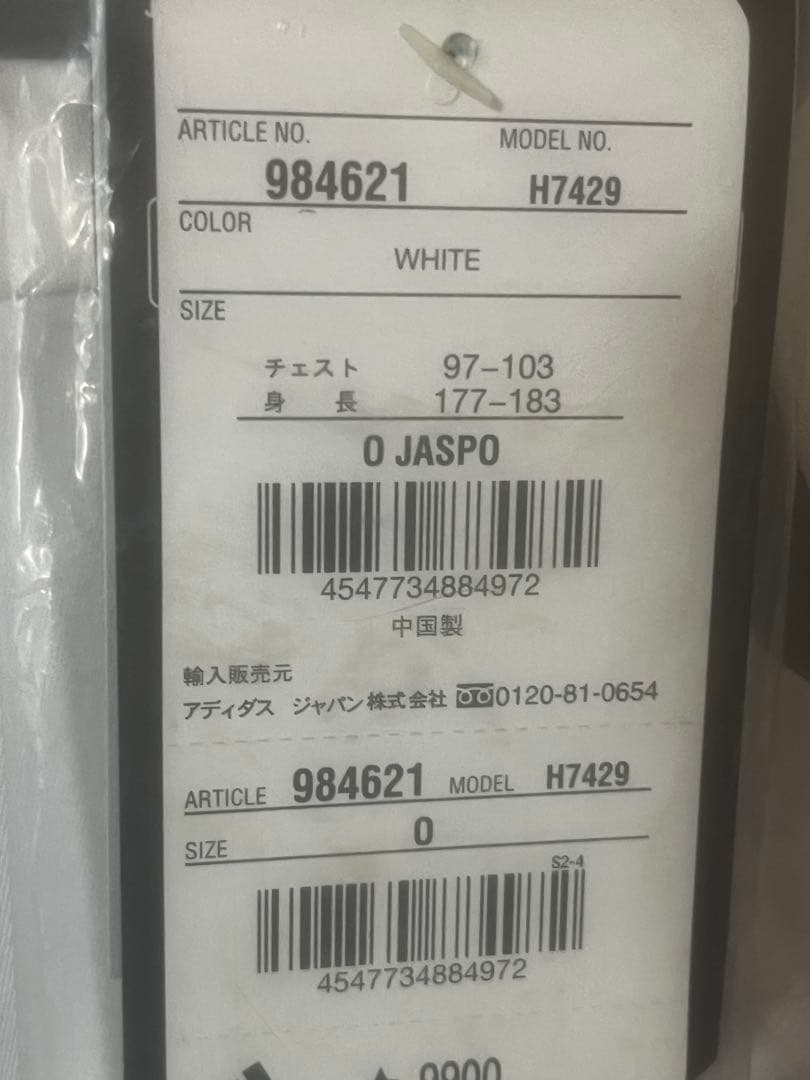 ARTICLE NO. MODEL NO.
984621 H7429
COLOR
WHITE
SIZE
チェスト 97-103
身 長 177-183
O JASPO
4547734884972
中国製
輸入販売元
アディダス ジャパン株式会社 0120-81-0654
ARTICLE 984621 MODEL H7429
SIZE O
S2-4
4547734884972
9900